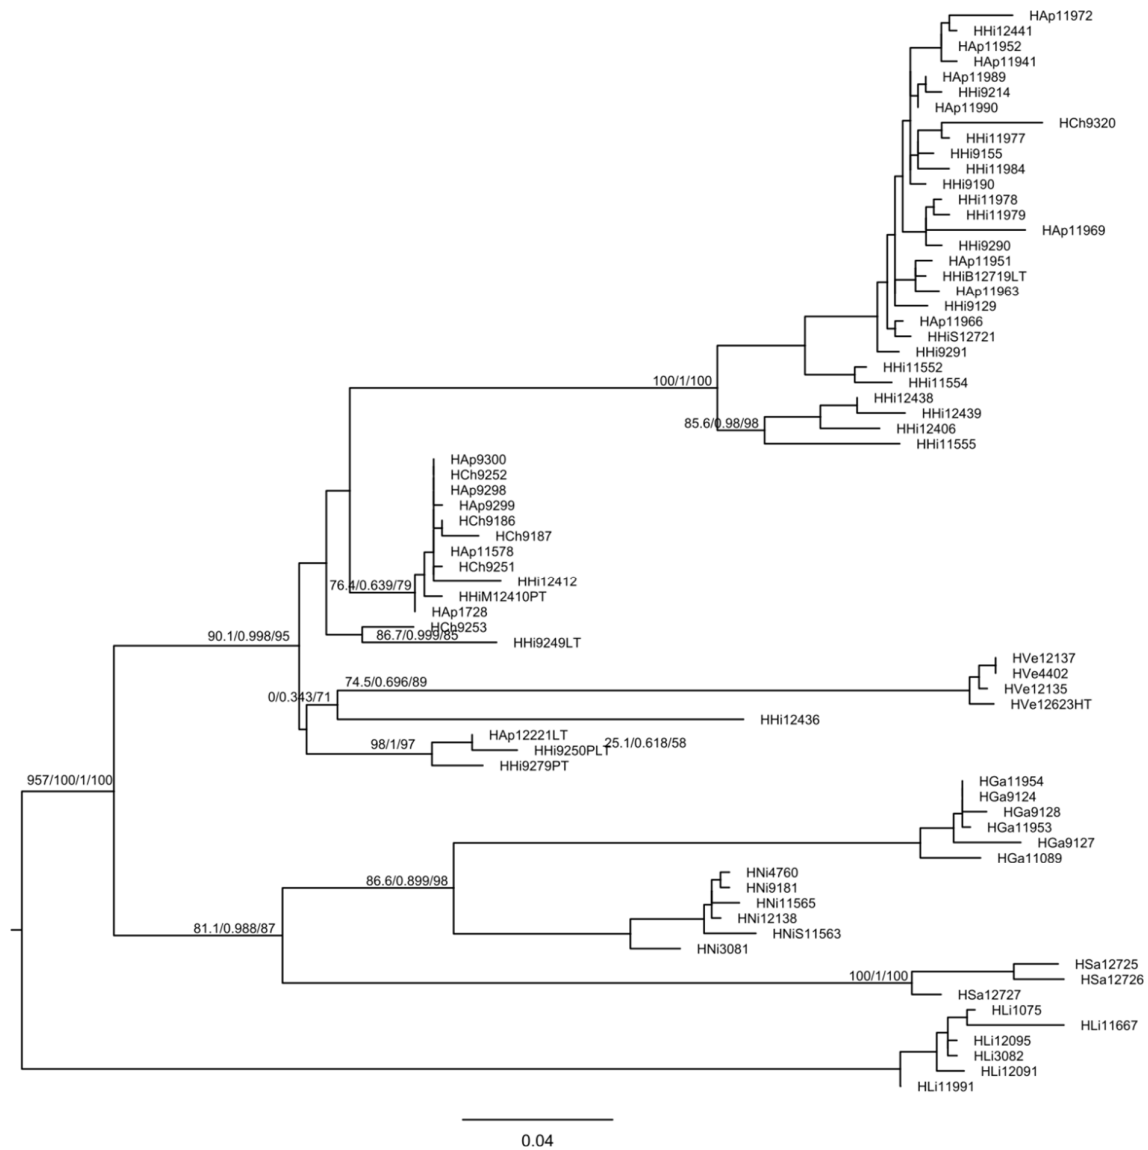 HAp11972
HHi12441
HAp11952
HAp11941
HAp11989
HHi9214
HAp11990
HCh9320
HHi11977
HHi9155
HHi11984
HHi9190
HHi11978
HHi11979
HAp11969
HHi9290
HAp11951
HHiB12719LT
HAp11963
HHi9129
HAp11966
HHiS12721
HHi9291
HHi11552
100/1/100
HHi11554
HHi12438
HHi12439
85.6/0.98/98
HHi12406
HHi11555
HAp9300
HCh9252
HAp9298
HAp9299
HCh9186
HCh9187
HAp11578
HCh9251
HHi12412
76.4/0.639/79
HHiM12410PT
HAp1728
HCh9253
90.1/0.998/95
86.7/0.999/85
HHi9249LT
HVe12137
HVe4402
74.5/0.696/89
HVe12135
0/0.343/71
HVe12623HT
HHi12436
HAp12221LT
98/1/97
25.1/0.618/58
HHi9250PLT
HHi9279PT
957/100/1/100
HGa11954
HGa9124
HGa9128
HGa11953
HGa9127
HGa11089
HNi4760
86.6/0.899/98
HNi9181
HNi11565
HNi12138
81.1/0.988/87
HNiS11563
HNi3081
HSa12725
100/1/100
HSa12726
HSa12727
HLi1075
HLi11667
HLi12095
HLi3082
HLi12091
HLi11991
0.04